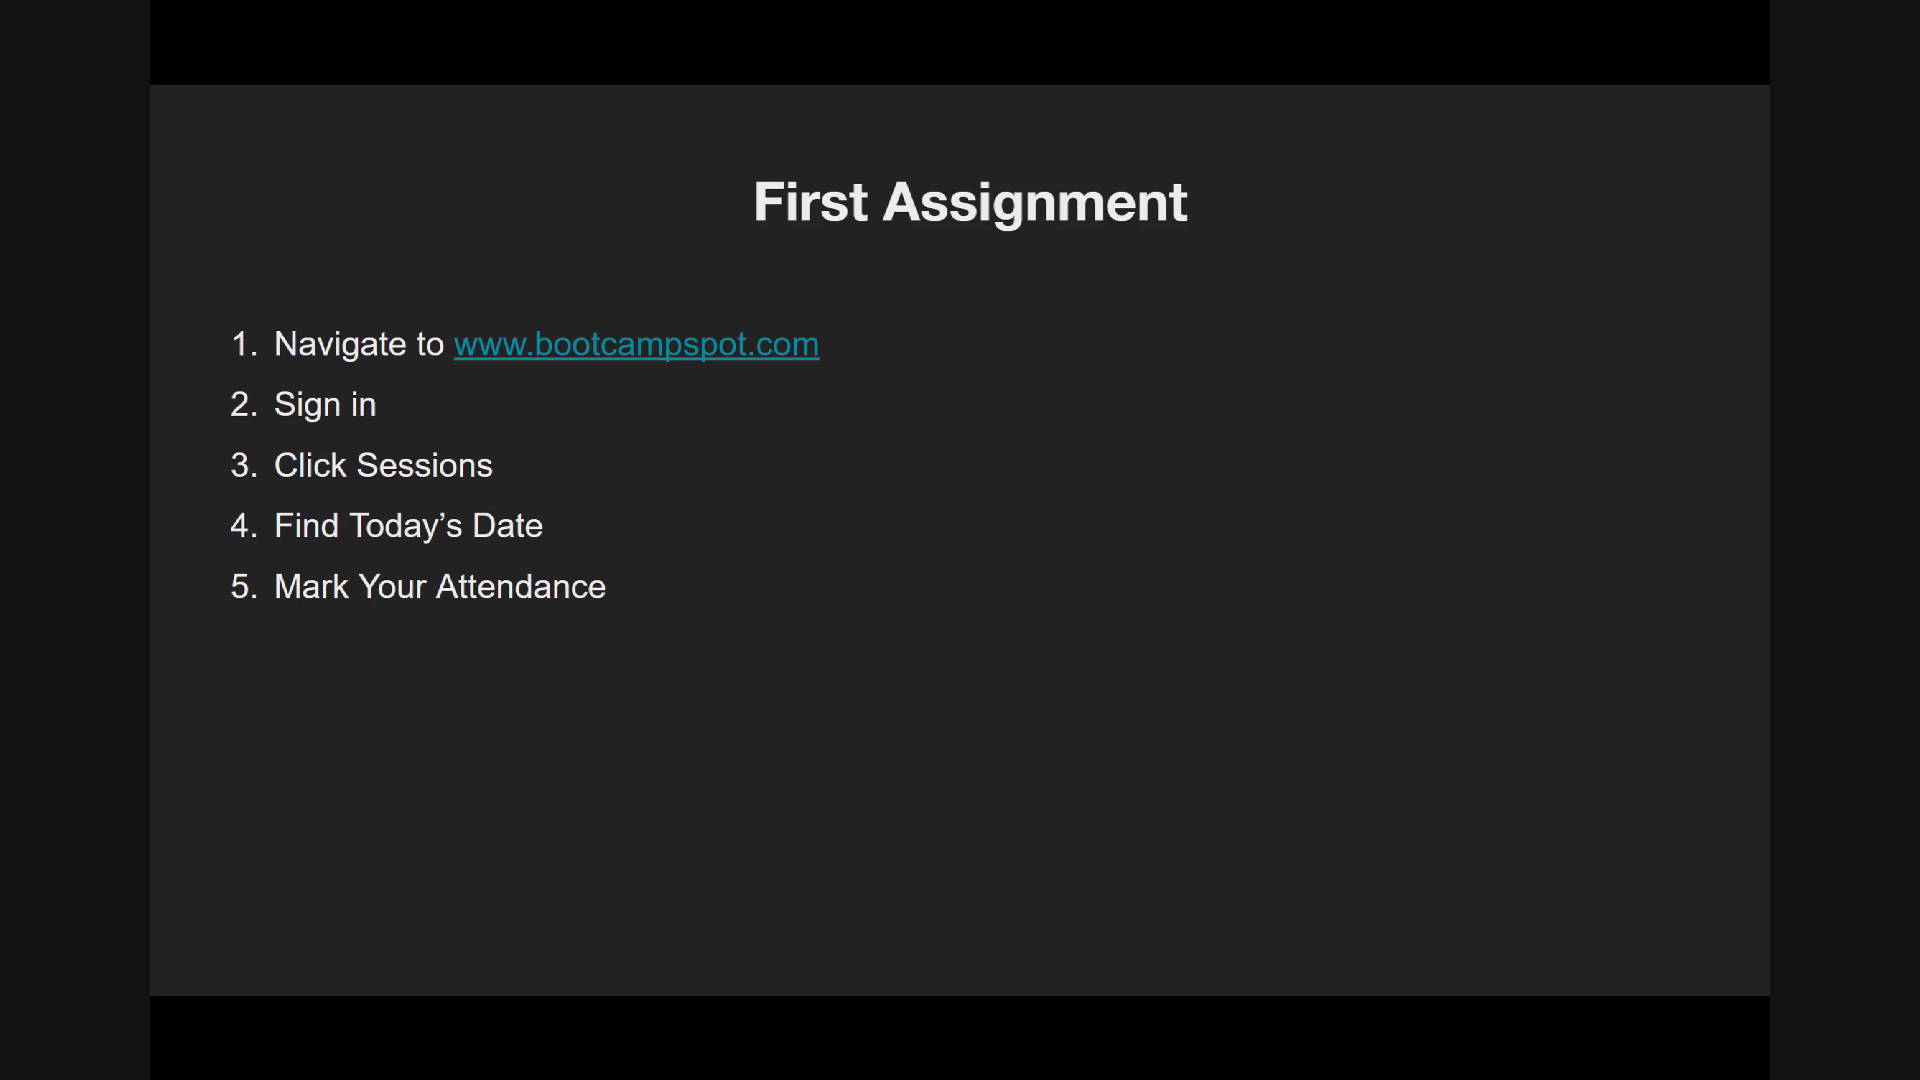 First Assignment
1. Navigate to www.bootcampspot.com
2. Sign in
3. Click Sessions
4. Find Today’s Date
5. Mark Your Attendance